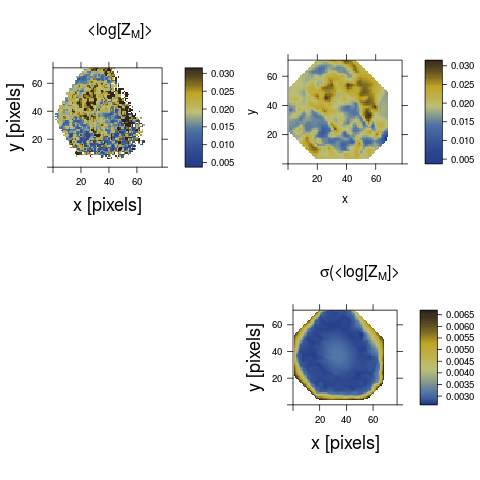 <log[Z_M]>
60
40
20
20 40 60
x [pixels]
y [pixels]
0.030
0.025
0.020
0.015
0.010
0.005
60
40
20
20 40 60
x
y
0.030
0.025
0.020
0.015
0.010
0.005
σ(<log[Z_M]>
60
40
20
20 40 60
x [pixels]
y [pixels]
0.0065
0.0060
0.0055
0.0050
0.0045
0.0040
0.0035
0.0030